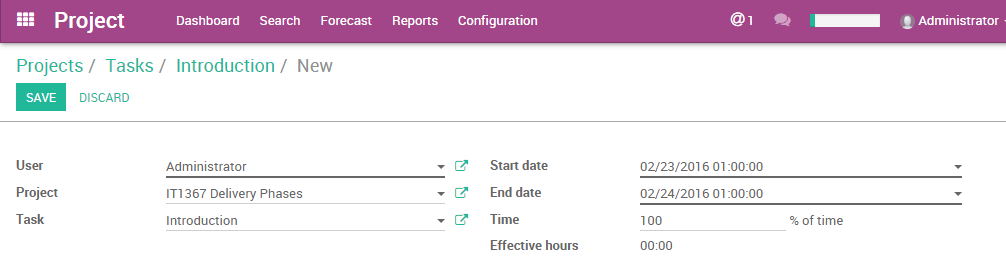 Project Dashboard Search Forecast Reports Configuration @1 Administrator
Projects / Tasks / Introduction / New
SAVE DISCARD
User Administrator Start date 02/23/2016 01:00:00
Project IT1367 Delivery Phases End date 02/24/2016 01:00:00
Task Introduction Time 100 % of time
Effective hours 00:00